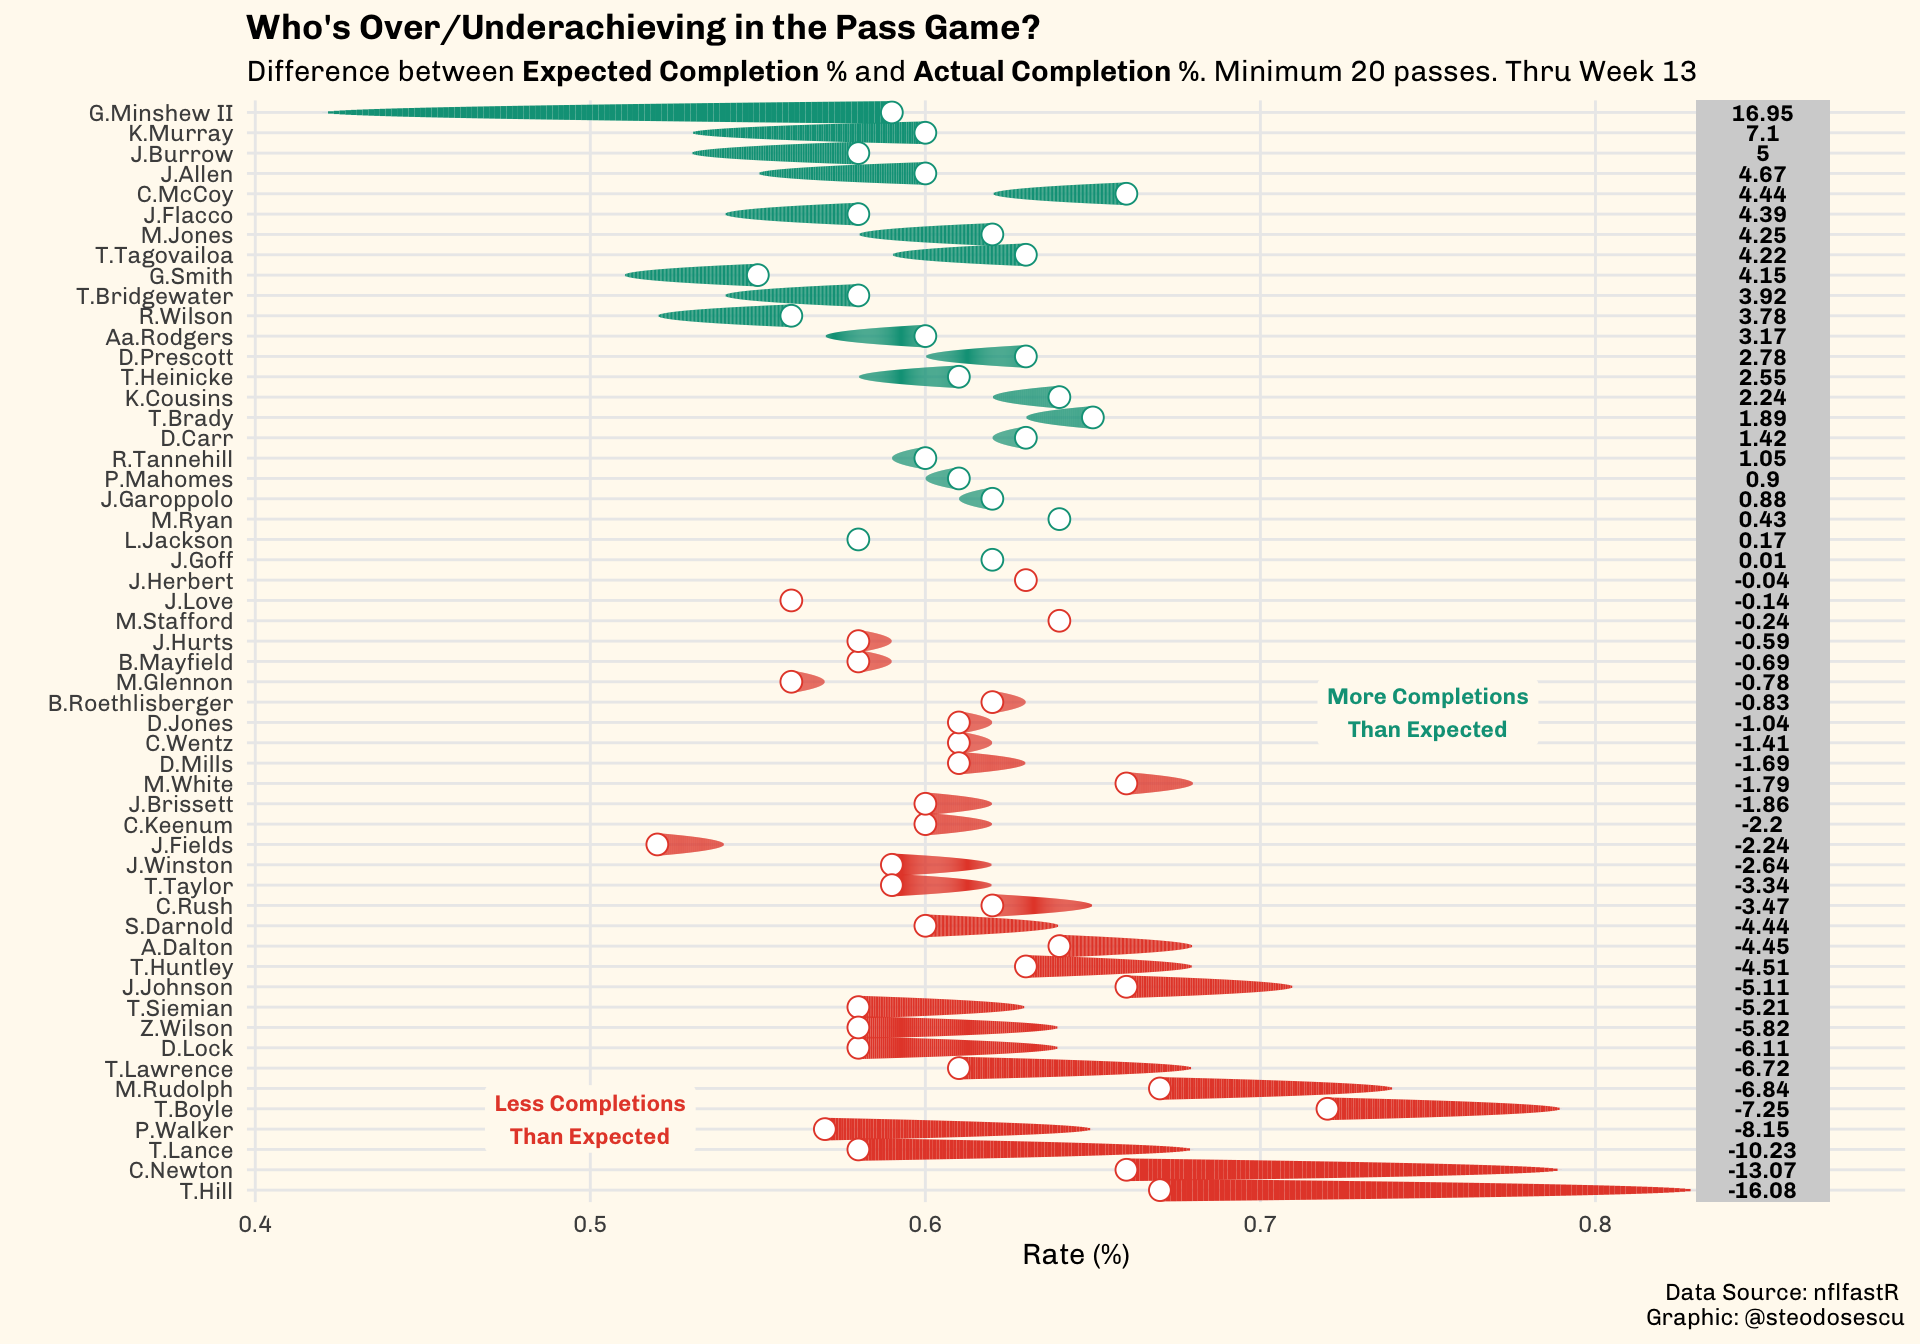 Who's Over/Underachieving in the Pass Game?
Difference between Expected Completion % and Actual Completion %. Minimum 20 passes. Thru Week 13
G.Minshew II 16.95
K.Murray 7.1
J.Burrow 5
J.Allen 4.67
C.McCoy 4.44
J.Flacco 4.39
M.Jones 4.25
T.Tagovailoa 4.22
G.Smith 4.15
T.Bridgewater 3.92
R.Wilson 3.78
Aa.Rodgers 3.17
D.Prescott 2.78
T.Heinicke 2.55
K.Cousins 2.24
T.Brady 1.89
D.Carr 1.42
R.Tannehill 1.05
P.Mahomes 0.9
J.Garoppolo 0.88
M.Ryan 0.43
L.Jackson 0.17
J.Goff 0.01
J.Herbert -0.04
J.Love -0.14
M.Stafford -0.24
J.Hurts -0.59
B.Mayfield -0.69
M.Glennon -0.78
More Completions
B.Roethlisberger -0.83
D.Jones -1.04
Than Expected
C.Wentz -1.41
D.Mills -1.69
M.White -1.79
J.Brissett -1.86
C.Keenum -2.2
J.Fields -2.24
J.Winston -2.64
T.Taylor -3.34
C.Rush -3.47
S.Darnold -4.44
A.Dalton -4.45
T.Huntley -4.51
J.Johnson -5.11
T.Siemian -5.21
Z.Wilson -5.82
D.Lock -6.11
T.Lawrence -6.72
M.Rudolph -6.84
Less Completions
T.Boyle -7.25
P.Walker -8.15
Than Expected
T.Lance -10.23
C.Newton -13.07
T.Hill -16.08
0.4 0.5 0.6 0.7 0.8
Rate (%)
Data Source: nflfastR
Graphic: @steodosescu